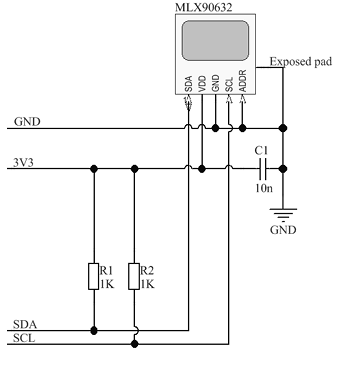 MLX90632
Exposed pad
SDA
VDD
GND
SCL
ADDR
GND
3V3
C1
10n
GND
R1
1K
R2
1K
SDA
SCL